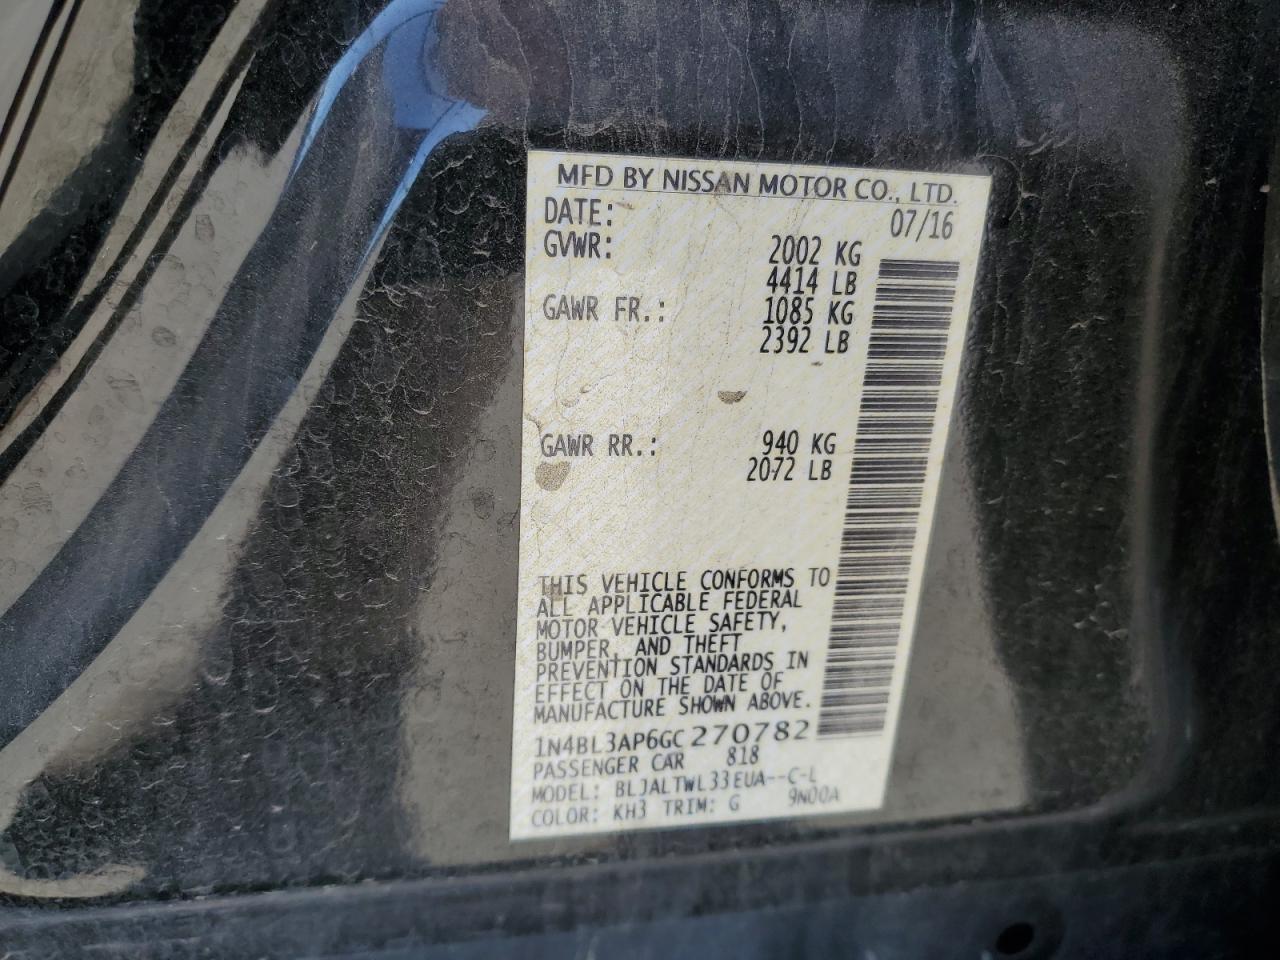 MFD BY NISSAN MOTOR CO., LTD.
DATE: 07/16
GVWR: 2002 KG
4414 LB
GAWR FR.: 1085 KG
2392 LB
GAWR RR.: 940 KG
2072 LB
THIS VEHICLE CONFORMS TO
ALL APPLICABLE FEDERAL
MOTOR VEHICLE SAFETY,
BUMPER, AND THEFT
PREVENTION STANDARDS IN
EFFECT ON THE DATE OF
MANUFACTURE SHOWN ABOVE.
1N4BL3AP6GC270782
PASSENGER CAR 818
MODEL: BLJALTWL33EUA--C-L
COLOR: KH3 TRIM: G 9N00A